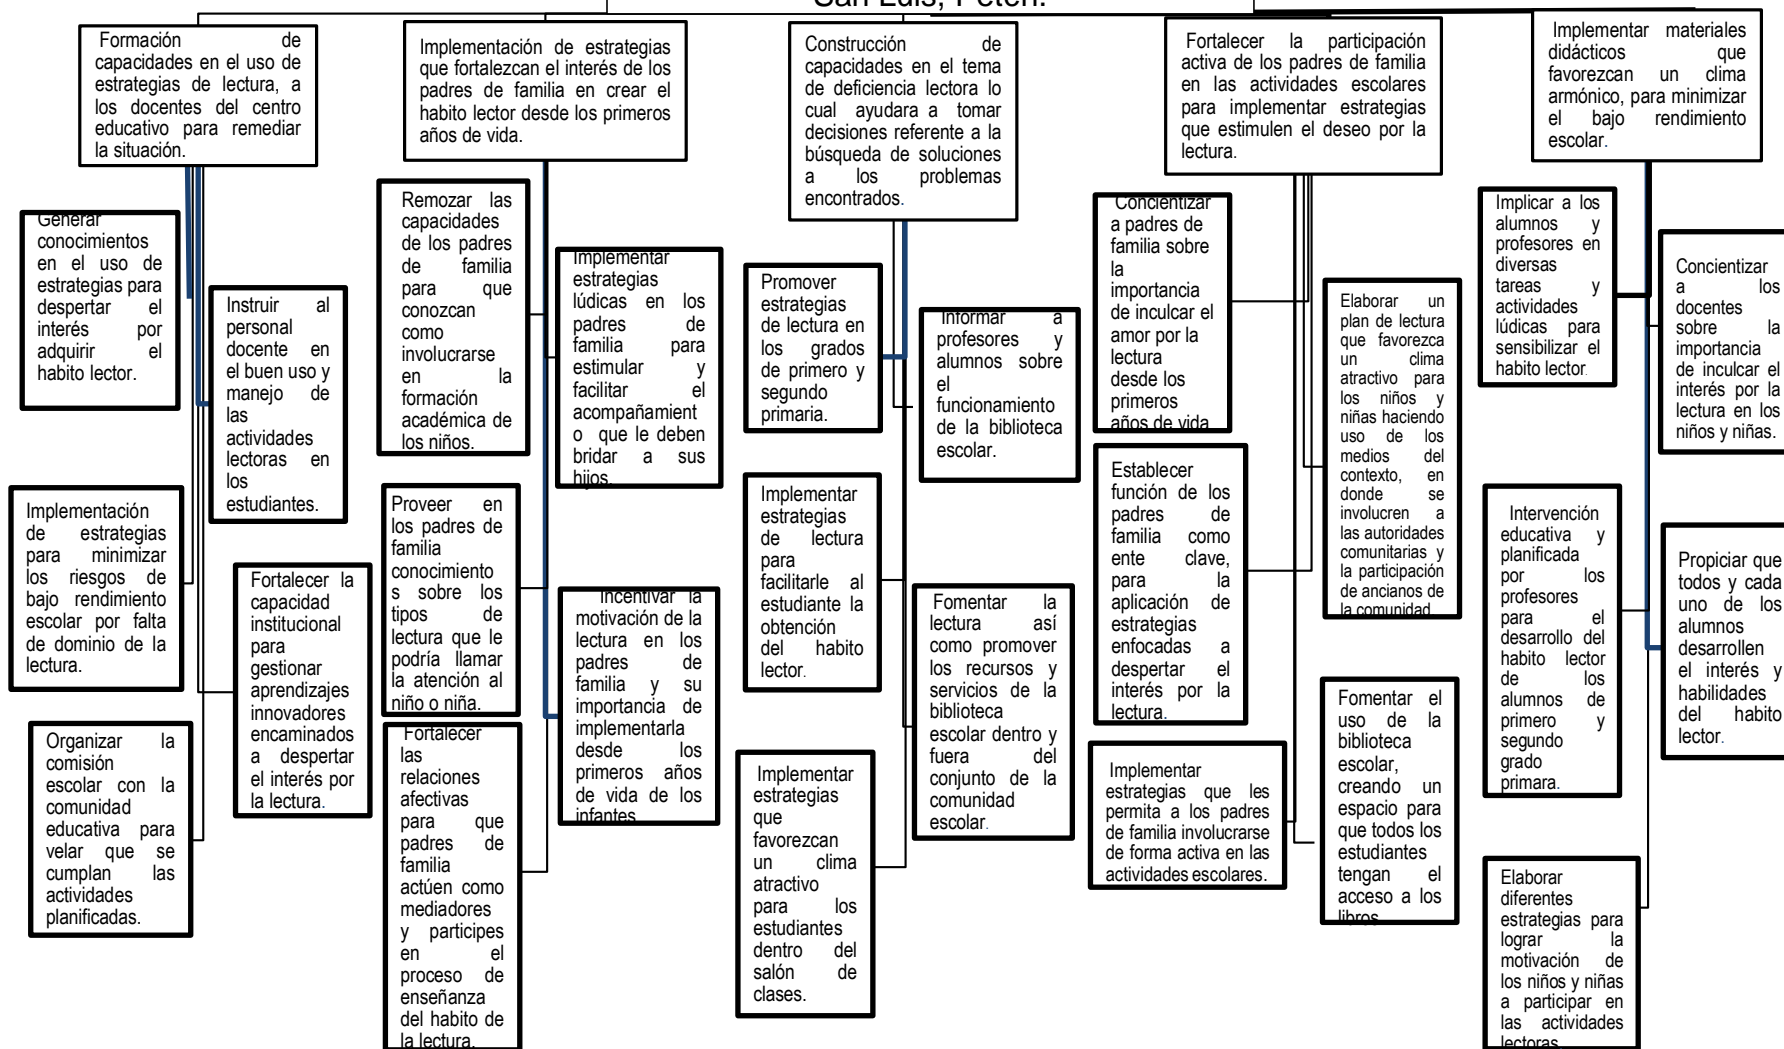 San Luis, Petén.
Formación de
capacidades en el uso de
estrategias de lectura, a
los docentes del centro
educativo para remediar
la situación.
Implementación de estrategias
que fortalezcan el interés de los
padres de familia en crear el
habito lector desde los primeros
años de vida.
Construcción de
capacidades en el tema
de deficiencia lectora lo
cual ayudara a tomar
decisiones referente a la
búsqueda de soluciones
a los problemas
encontrados.
Fortalecer la participación
activa de los padres de familia
en las actividades escolares
para implementar estrategias
que estimulen el deseo por la
lectura.
Implementar materiales
didácticos que
favorezcan un clima
armónico, para minimizar
el bajo rendimiento
escolar.
Generar
conocimientos
en el uso de
estrategias para
despertar el
interés por
adquirir el
habito lector.
Instruir al
personal
docente en
el buen uso y
manejo de
las
actividades
lectoras en
los
estudiantes.
Implementación
de estrategias
para minimizar
los riesgos de
bajo rendimiento
escolar por falta
de dominio de la
lectura.
Fortalecer la
capacidad
institucional
para
gestionar
aprendizajes
innovadores
encaminados
a despertar
el interés por
la lectura.
Organizar la
comisión
escolar con la
comunidad
educativa para
velar que se
cumplan las
actividades
planificadas.
Remozar las
capacidades
de los padres
de familia
para que
conozcan
como
involucrarse
en la
formación
académica de
los niños.
Implementar
estrategias
lúdicas en los
padres de
familia para
estimular y
facilitar el
acompañamient
o que le deben
bridar a sus
hijos.
Proveer en
los padres de
familia
conocimiento
s sobre los
tipos de
lectura que le
podría llamar
la atención al
niño o niña.
Incentivar la
motivación de la
lectura en los
padres de
familia y su
importancia de
implementarla
desde los
primeros años
de vida de los
infantes
Fortalecer
las
relaciones
afectivas
para que
padres de
familia
actúen como
mediadores
y participes
en el
proceso de
enseñanza
del habito de
la lectura.
Promover
estrategias
de lectura en
los grados
de primero y
segundo
primaria.
Informar a
profesores y
alumnos sobre
el
funcionamiento
de la biblioteca
escolar.
Implementar
estrategias
de lectura
para
facilitarle al
estudiante la
obtención
del habito
lector.
Fomentar la
lectura así
como promover
los recursos y
servicios de la
biblioteca
escolar dentro y
fuera del
conjunto de la
comunidad
escolar.
Implementar
estrategias
que
favorezcan
un clima
atractivo
para los
estudiantes
dentro del
salón de
clases.
Concientizar
a padres de
familia sobre
la
importancia
de inculcar el
amor por la
lectura
desde los
primeros
años de vida
Elaborar un
plan de lectura
que favorezca
un clima
atractivo para
los niños y
niñas haciendo
uso de los
medios del
contexto, en
donde se
involucren a
las autoridades
comunitarias y
la participación
de ancianos de
la comunidad
Establecer
función de los
padres de
familia como
ente clave,
para la
aplicación de
estrategias
enfocadas a
despertar el
interés por la
lectura.
Fomentar el
uso de la
biblioteca
escolar,
creando un
espacio para
que todos los
estudiantes
tengan el
acceso a los
libros
Implementar
estrategias que les
permita a los padres
de familia involucrarse
de forma activa en las
actividades escolares.
Implicar a los
alumnos y
profesores en
diversas
tareas y
actividades
lúdicas para
sensibilizar el
habito lector.
Concientizar
a los
docentes
sobre la
importancia
de inculcar el
interés por la
lectura en los
niños y niñas.
Intervención
educativa y
planificada
por los
profesores
para el
desarrollo del
habito lector
de los
alumnos de
primero y
segundo
grado
primara.
Propiciar que
todos y cada
uno de los
alumnos
desarrollen
el interés y
habilidades
del habito
lector.
Elaborar
diferentes
estrategias para
lograr la
motivación de
los niños y niñas
a participar en
las actividades
lectoras